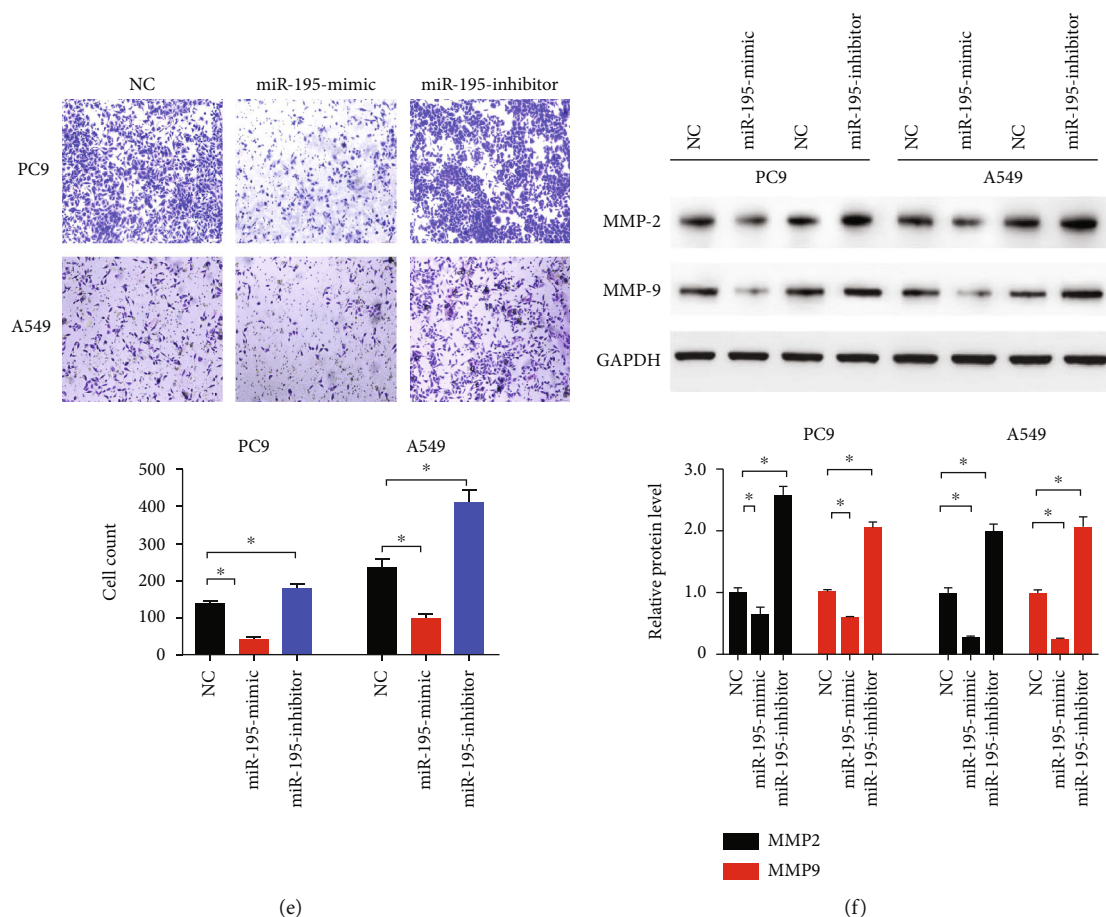 NC miR-195-mimic miR-195-inhibitor
PC9
A549
PC9 A549
Cell count
500
400
300
200
100
0
*
*
*
*
NC
miR-195-mimic
miR-195-inhibitor
NC
miR-195-mimic
miR-195-inhibitor
(e)
NC
miR-195-mimic
NC
miR-195-inhibitor
NC
miR-195-mimic
NC
miR-195-inhibitor
PC9 A549
MMP-2
MMP-9
GAPDH
PC9 A549
Relative protein level
3.0
2.0
1.0
0
*
*
*
*
*
*
*
*
NC
miR-195-mimic
miR-195-inhibitor
NC
miR-195-mimic
miR-195-inhibitor
NC
miR-195-mimic
miR-195-inhibitor
NC
miR-195-mimic
miR-195-inhibitor
MMP2
MMP9
(f)